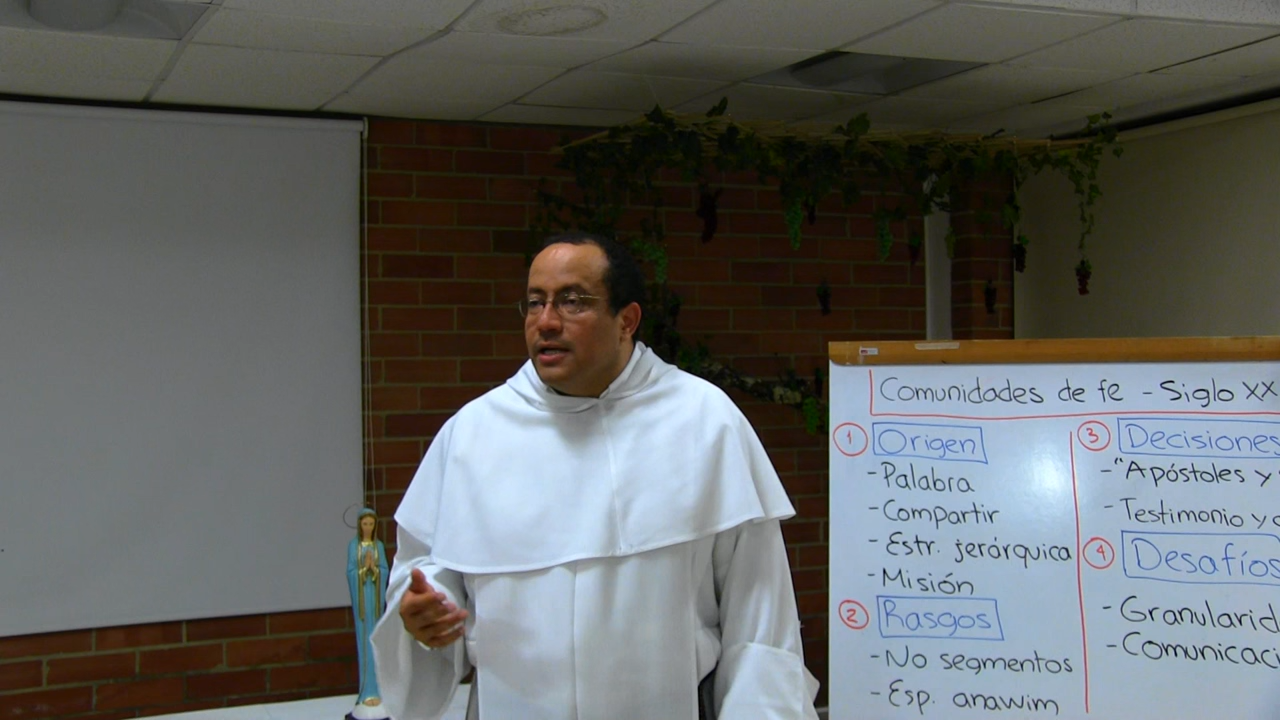 Comunidades de fe - Siglo XX
① Origen
- Palabra
- Compartir
- Estr. jerárquica
- Misión
② Rasgos
- No segmentos
- Esp. anawim
③ Decisiones
- "Apóstoles y
- Testimonio y
④ Desafíos
- Granularid
- Comunicaci